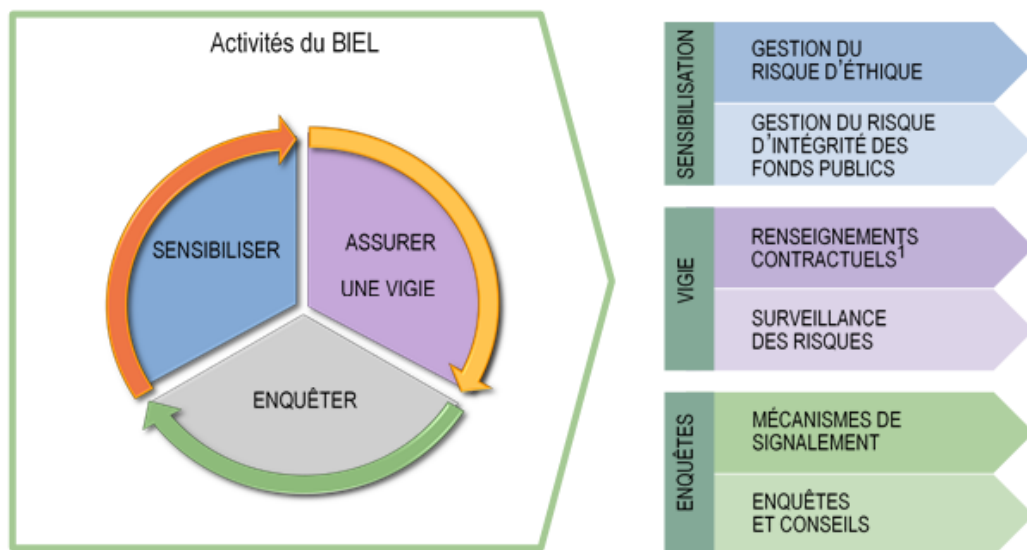 Activités du BIEL
SENSIBILISER
ASSURER
UNE VIGIE
ENQUÊTER
SENSIBILISATION
GESTION DU
RISQUE D'ÉTHIQUE
GESTION DU RISQUE
D'INTÉGRITÉ DES
FONDS PUBLICS
VIGIE
RENSEIGNEMENTS
CONTRACTUELS¹
SURVEILLANCE
DES RISQUES
ENQUÊTES
MÉCANISMES DE
SIGNALEMENT
ENQUÊTES
ET CONSEILS